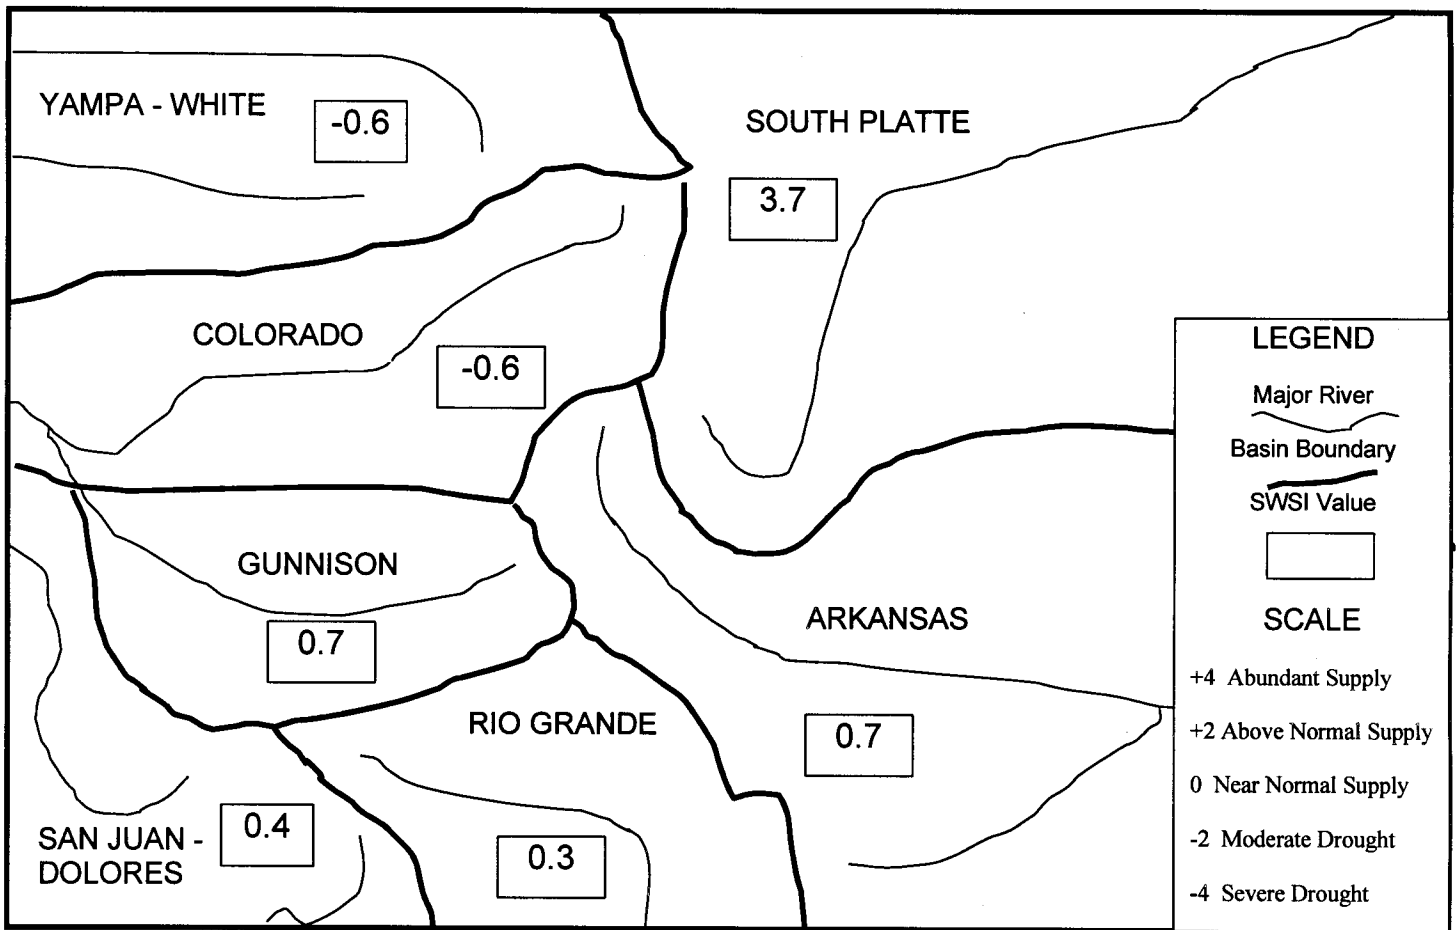 YAMPA - WHITE
-0.6
SOUTH PLATTE
3.7
COLORADO
-0.6
GUNNISON
0.7
ARKANSAS
0.7
RIO GRANDE
0.3
SAN JUAN -
DOLORES
0.4
LEGEND
Major River
Basin Boundary
SWSI Value
SCALE
+4 Abundant Supply
+2 Above Normal Supply
0 Near Normal Supply
-2 Moderate Drought
-4 Severe Drought